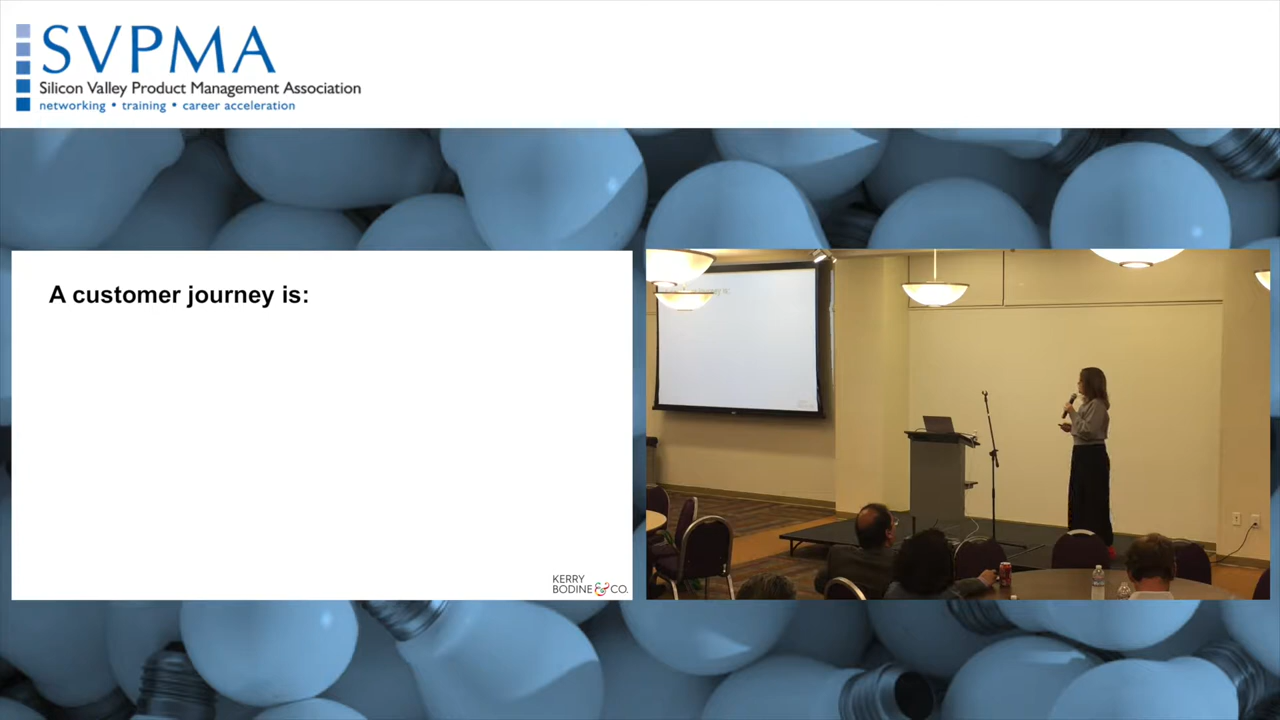 SVPMA
Silicon Valley Product Management Association
networking • training • career acceleration
A customer journey is:
KERRY
BODINE & CO.